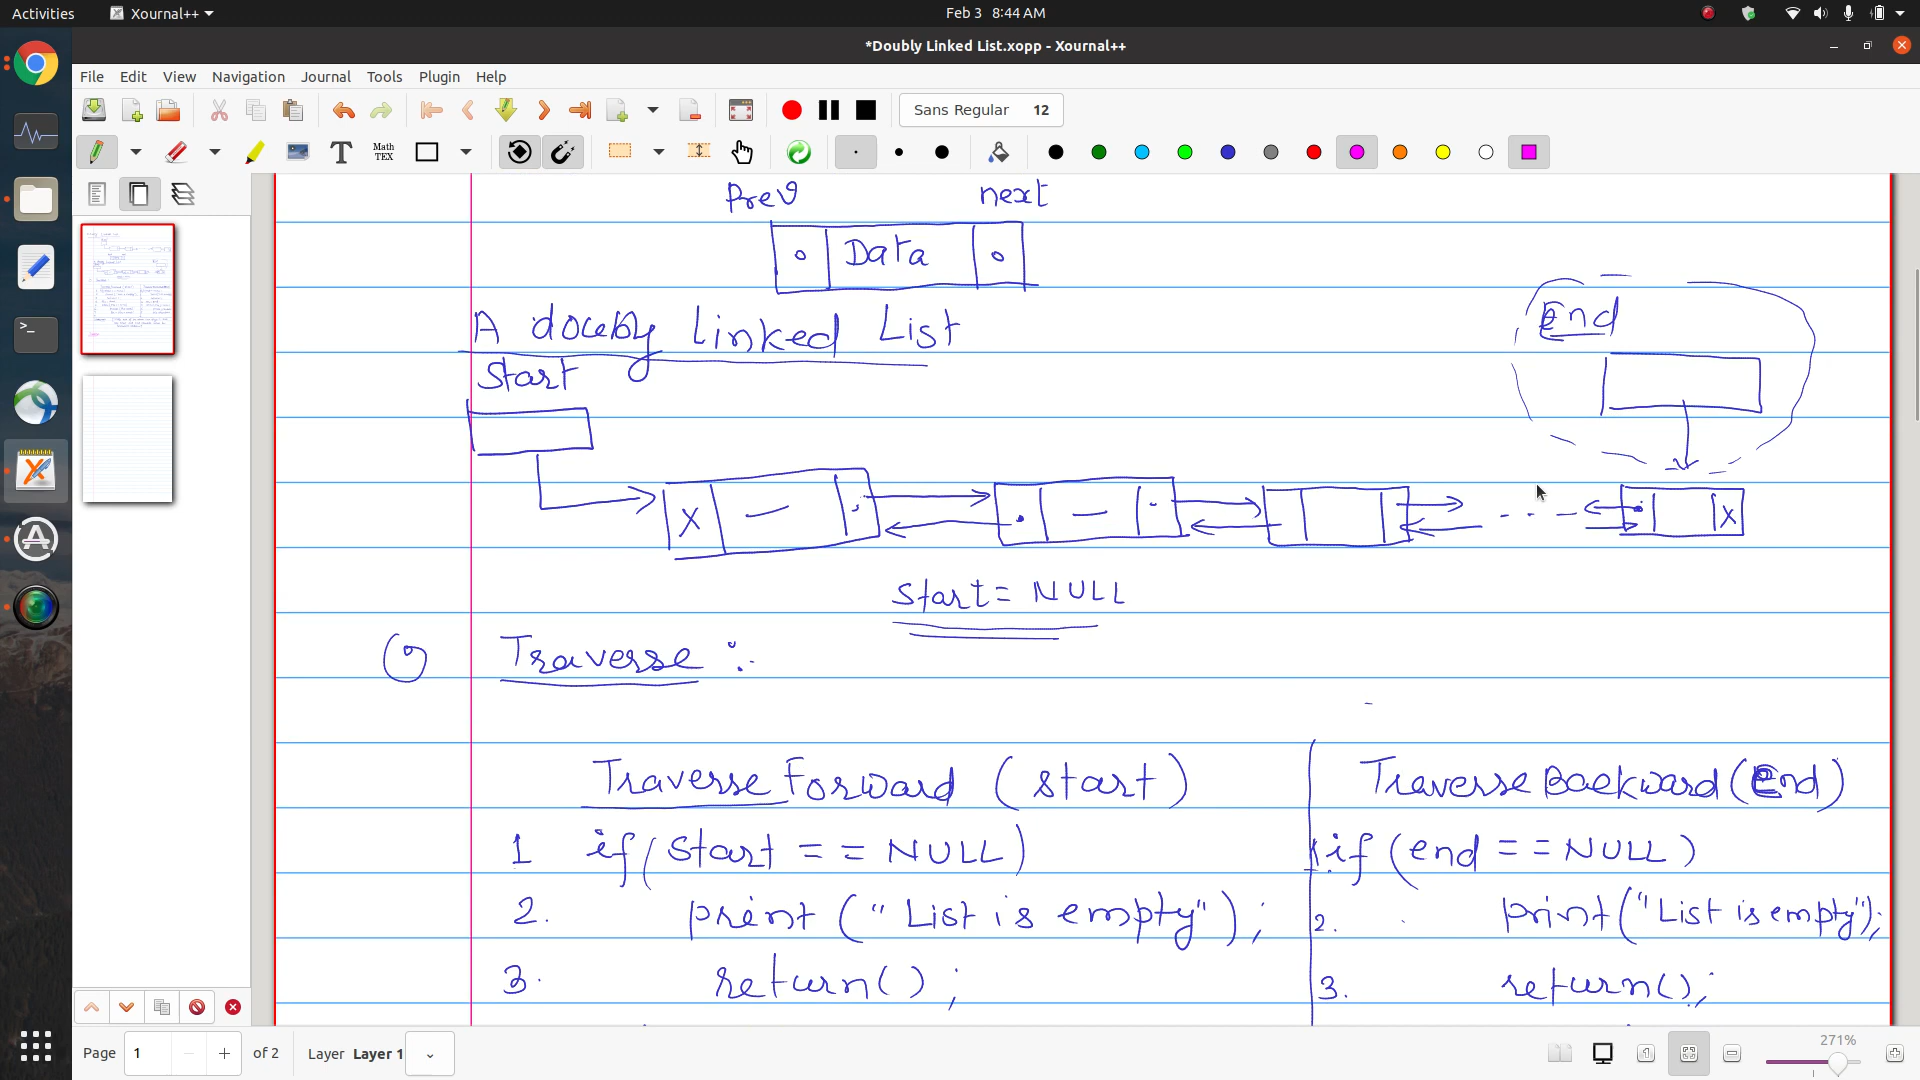 Activities
Xournal++
Feb 3 8:44 AM
*Doubly Linked List.xopp - Xournal++
File Edit View Navigation Journal Tools Plugin Help
Sans Regular 12
T
Math
TEX
Prev next
Data
A doubly Linked List
End
Start
X
X
Start = NULL
Traverse :
Traverse Forward (start)
1 if (start == NULL)
2. print ("List is empty");
3. return();
Traverse Backward (End)
1. if (end == NULL)
2. print ("List is empty");
3. return();
Page 1 of 2 Layer Layer 1
271%